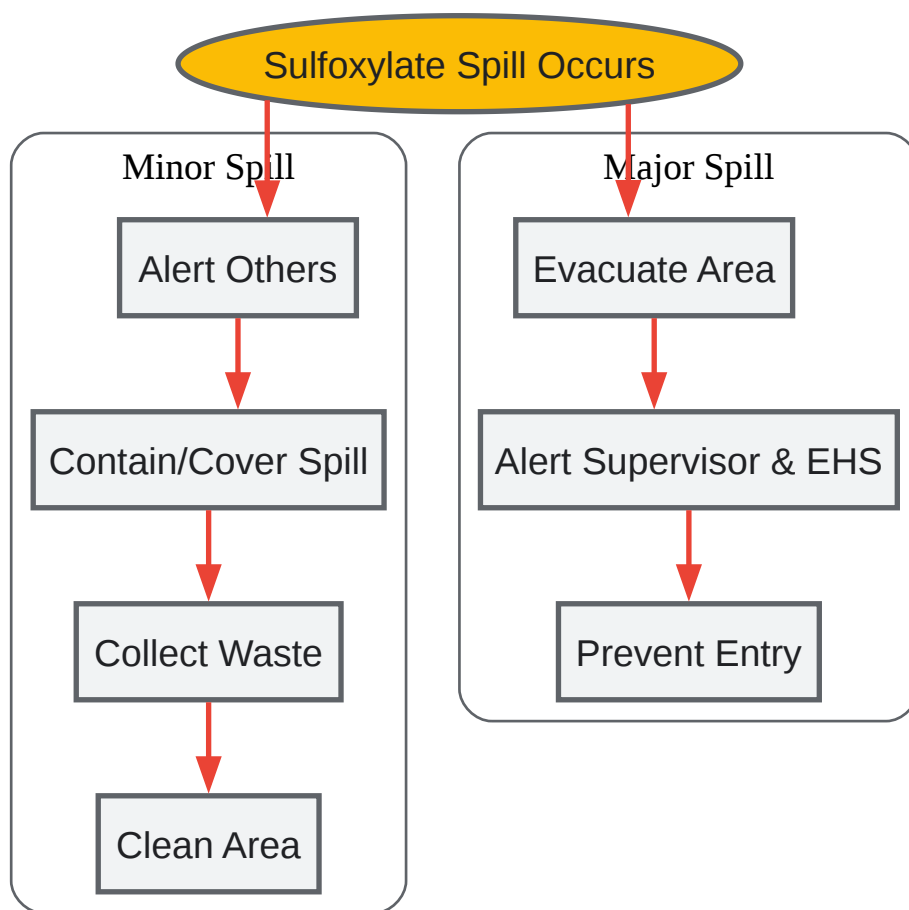 Sulfoxylate Spill Occurs
Minor Spill
Alert Others
Contain/Cover Spill
Collect Waste
Clean Area
Major Spill
Evacuate Area
Alert Supervisor & EHS
Prevent Entry